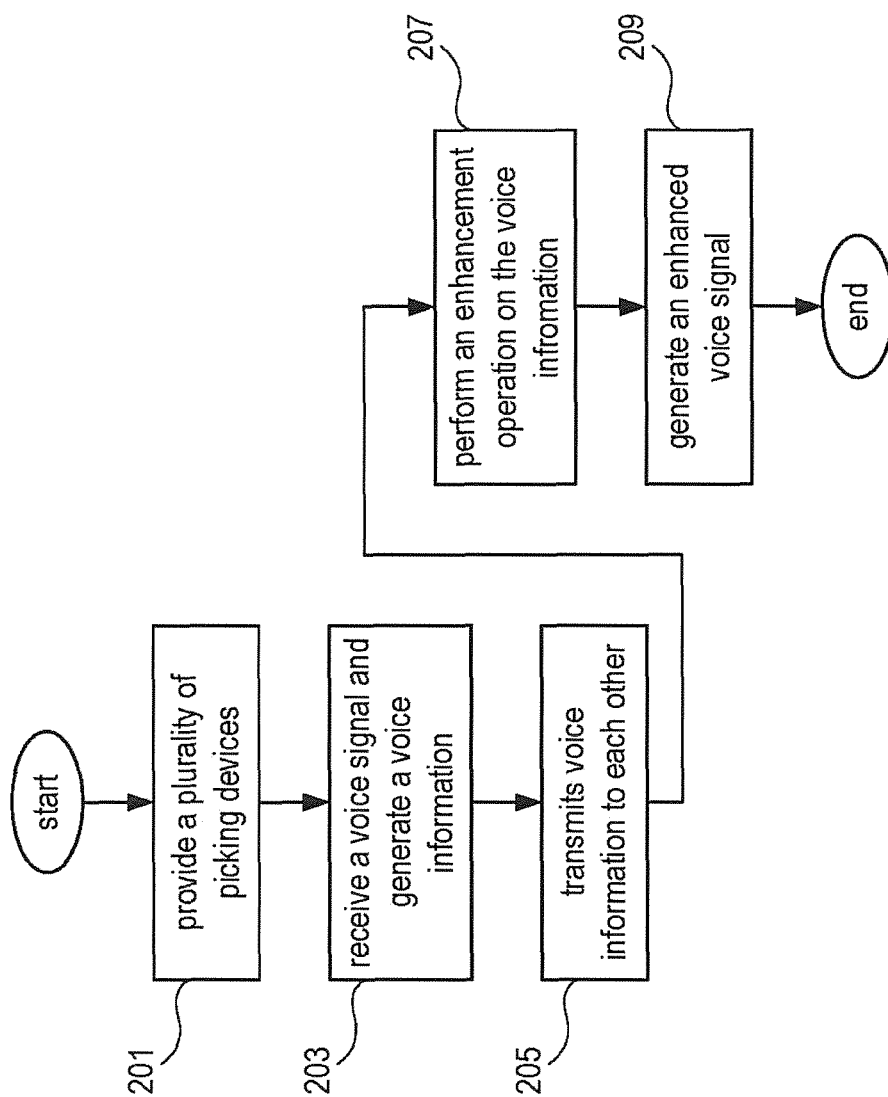 start
201
provide a plurality of
picking devices
203
receive a voice signal and
generate a voice
information
205
transmits voice
information to each other
207
perform an enhancement
operation on the voice
infromation
209
generate an enhanced
voice signal
end